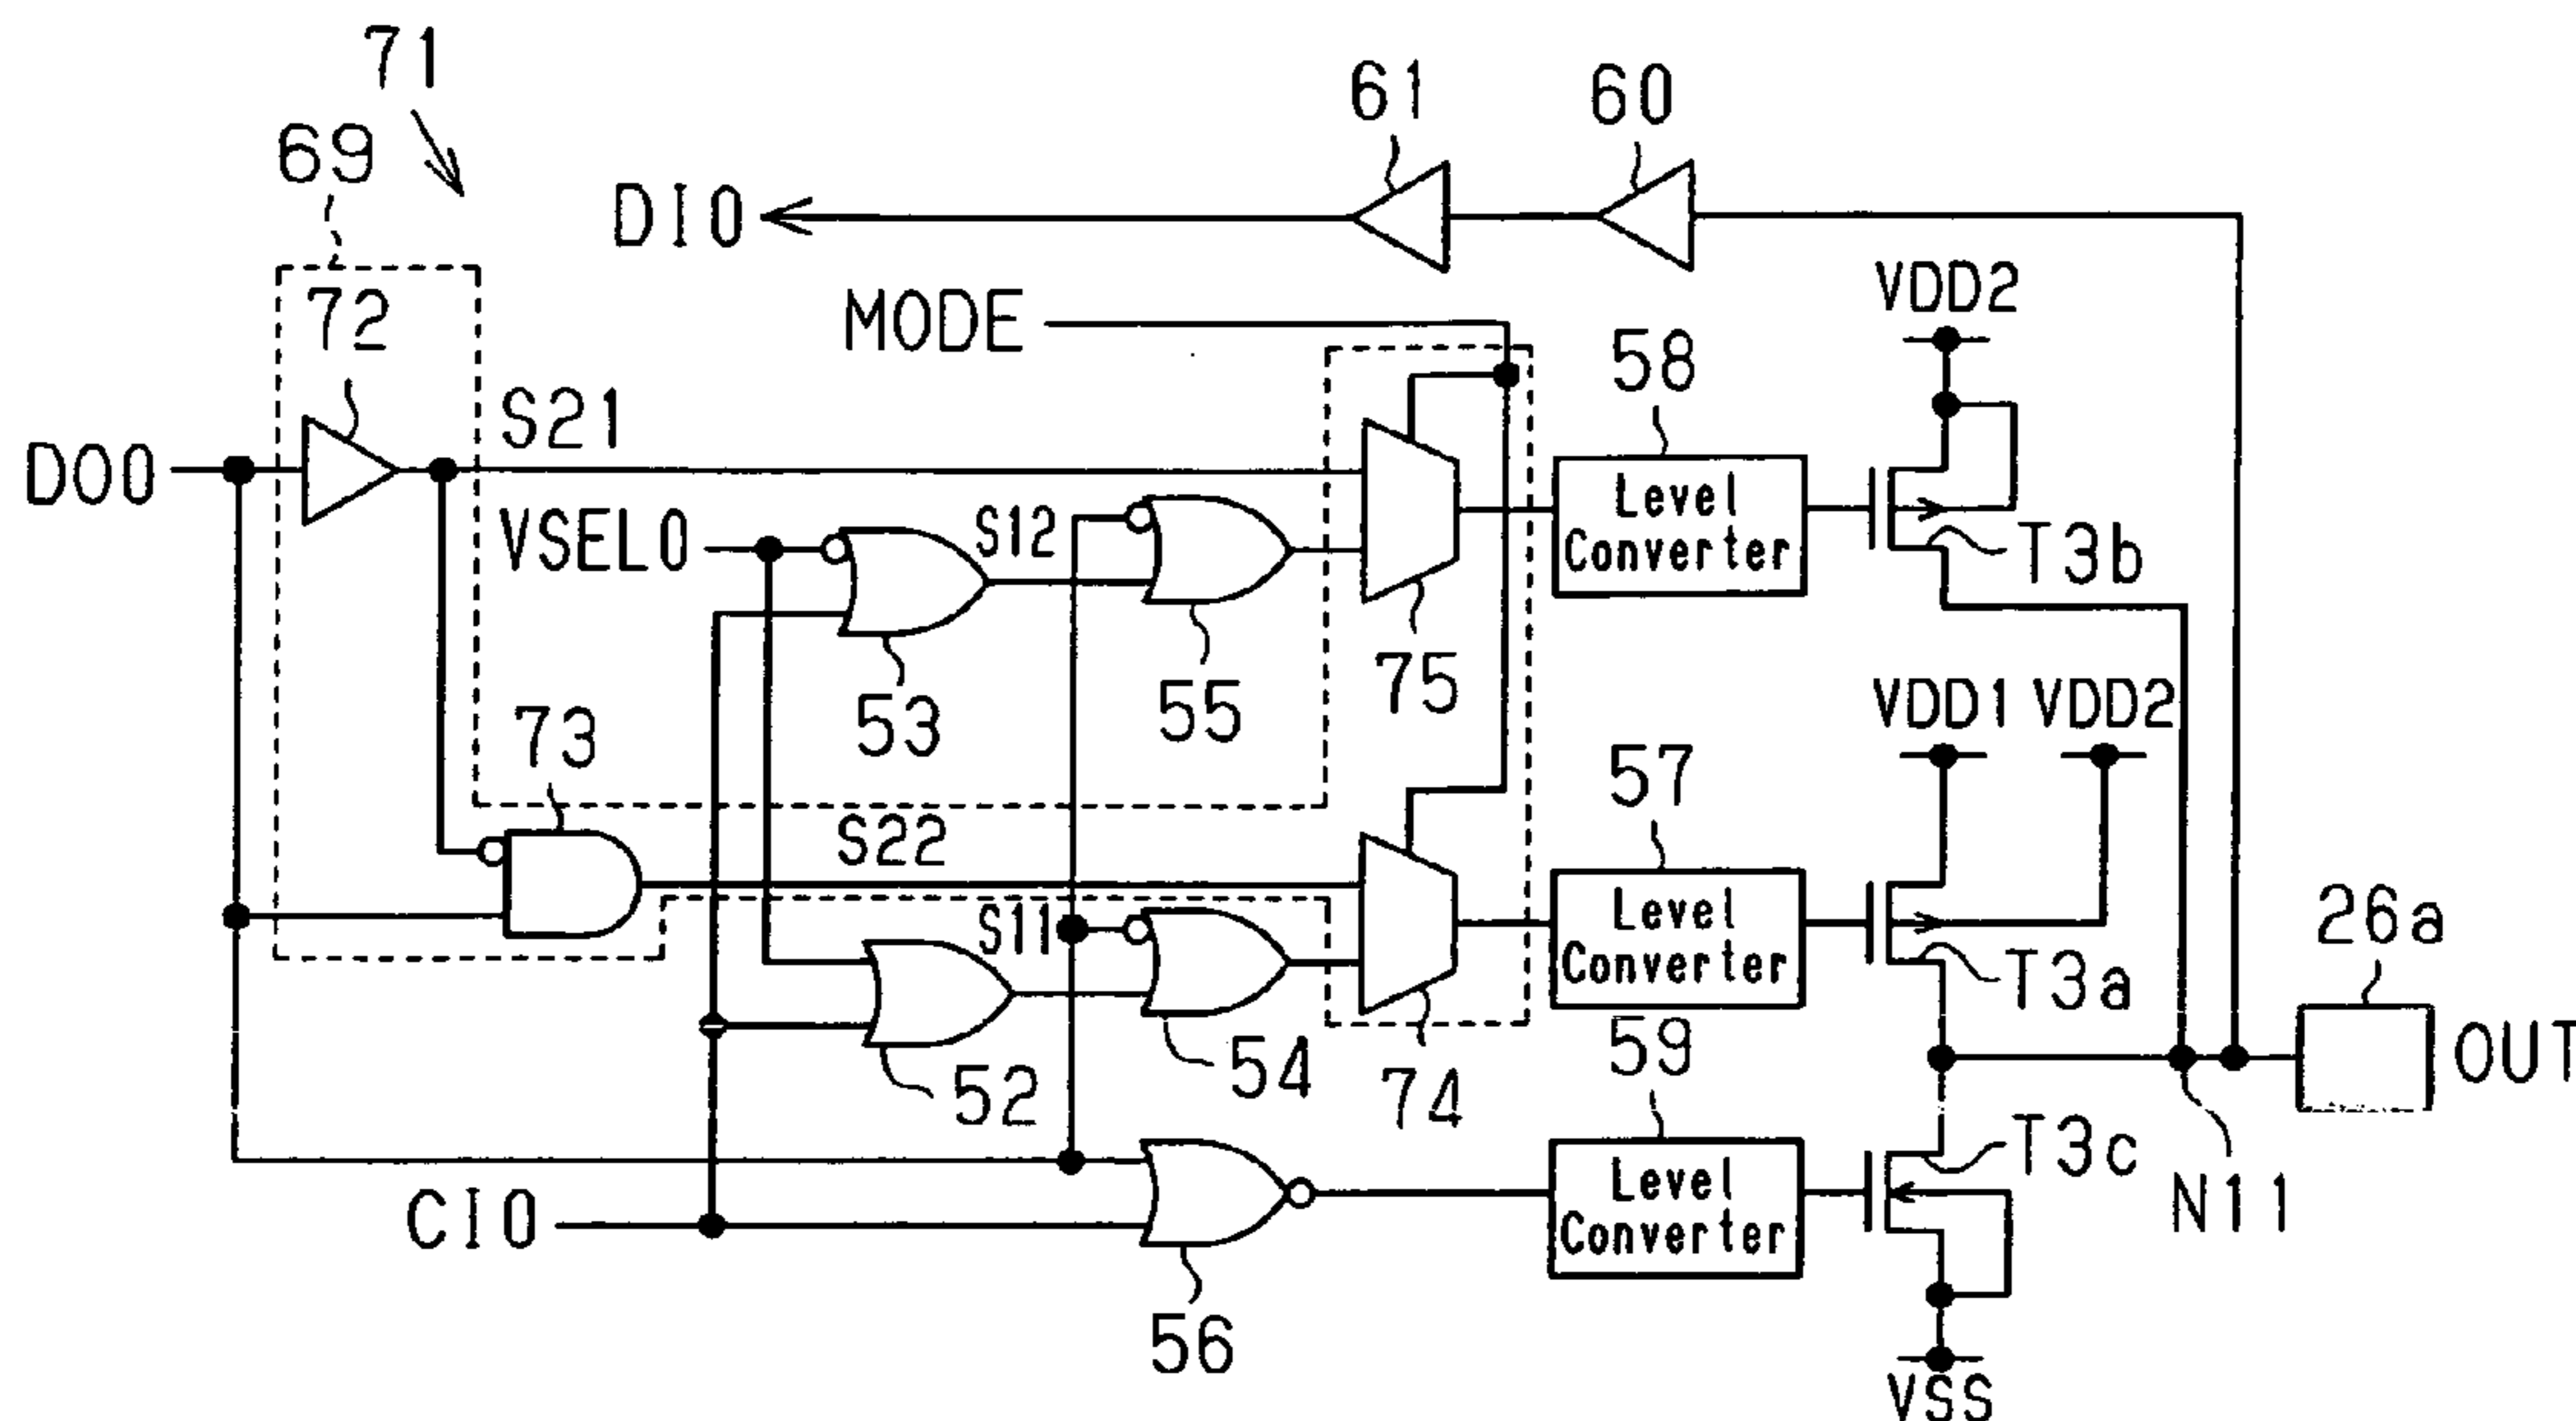 71
69
61
60
DI0
72
MODE
VDD2
58
S21
DO0
VSEL0
S12
Level
Converter
T3b
53
55
75
73
VDD1
VDD2
57
S22
Level
Converter
S11
26a
T3a
52
54
74
59
OUT
T3c
CI0
Level
Converter
N11
56
VSS